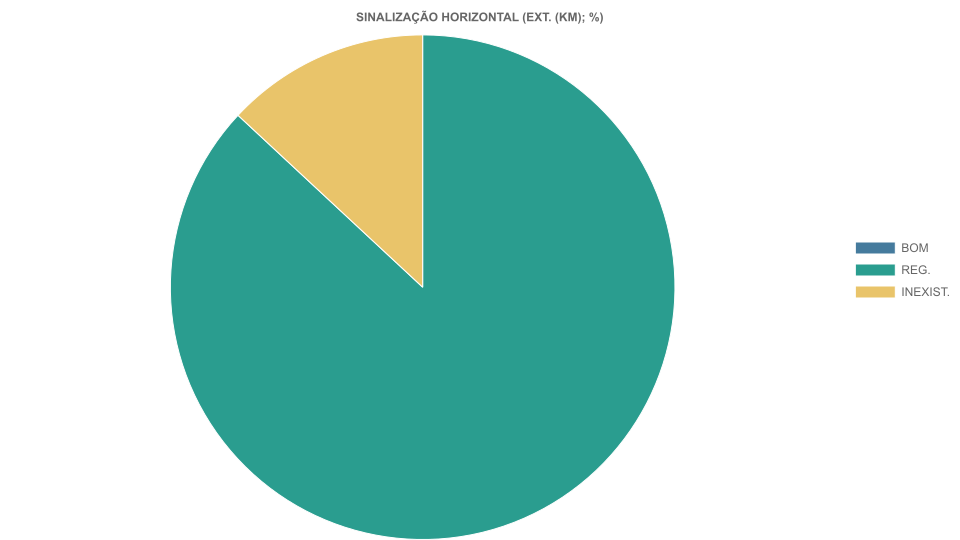 SINALIZAÇÃO HORIZONTAL (EXT. (KM); %)
BOM
REG.
INEXIST.